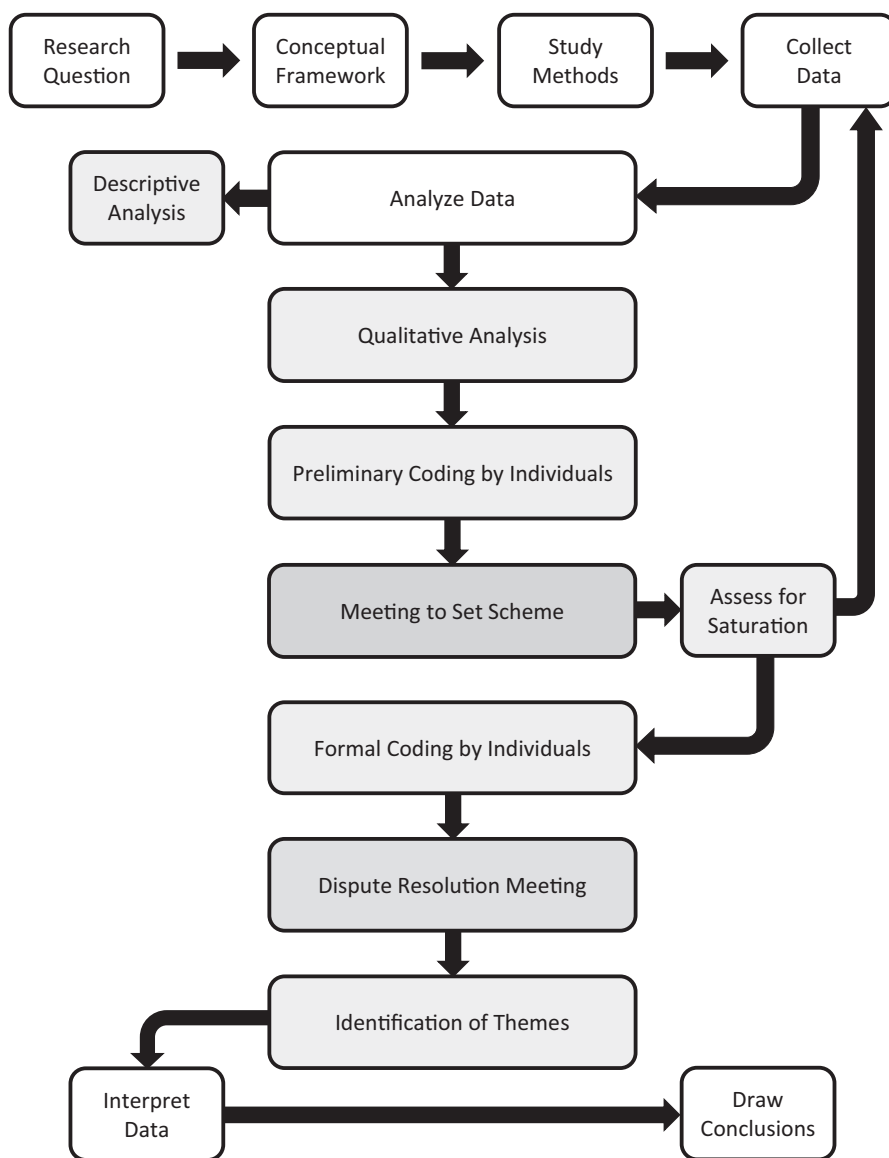 Research
Question
Conceptual
Framework
Study
Methods
Collect
Data
Descriptive
Analysis
Analyze Data
Qualitative Analysis
Preliminary Coding by Individuals
Meeting to Set Scheme
Assess for
Saturation
Formal Coding by Individuals
Dispute Resolution Meeting
Identification of Themes
Interpret
Data
Draw
Conclusions